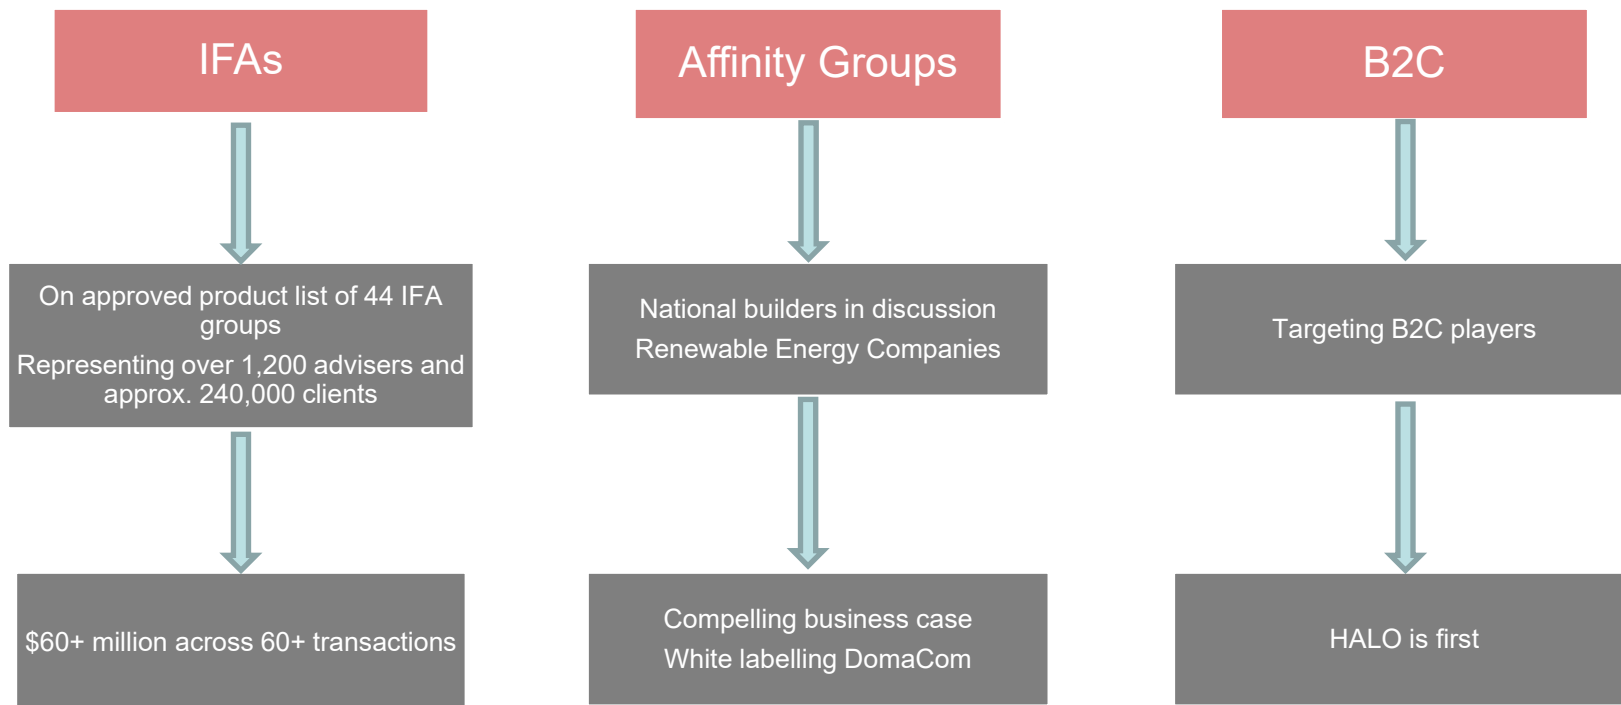 IFAs
On approved product list of 44 IFA
groups
Representing over 1,200 advisers and
approx. 240,000 clients
$60+ million across 60+ transactions
Affinity Groups
National builders in discussion
Renewable Energy Companies
Compelling business case
White labelling DomaCom
B2C
Targeting B2C players
HALO is first